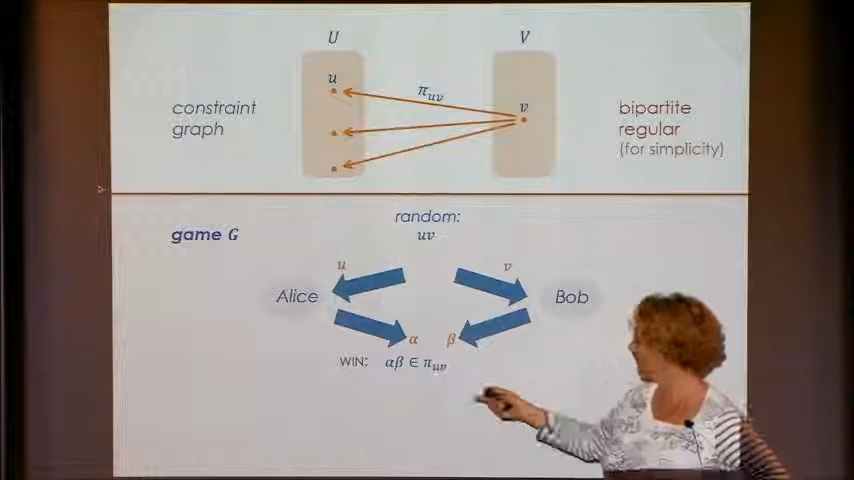 U V
u
π_uv
v
constraint
graph
bipartite
regular
(for simplicity)
random:
uv
game G
u v
Alice Bob
α β
WIN: αβ ∈ π_uv